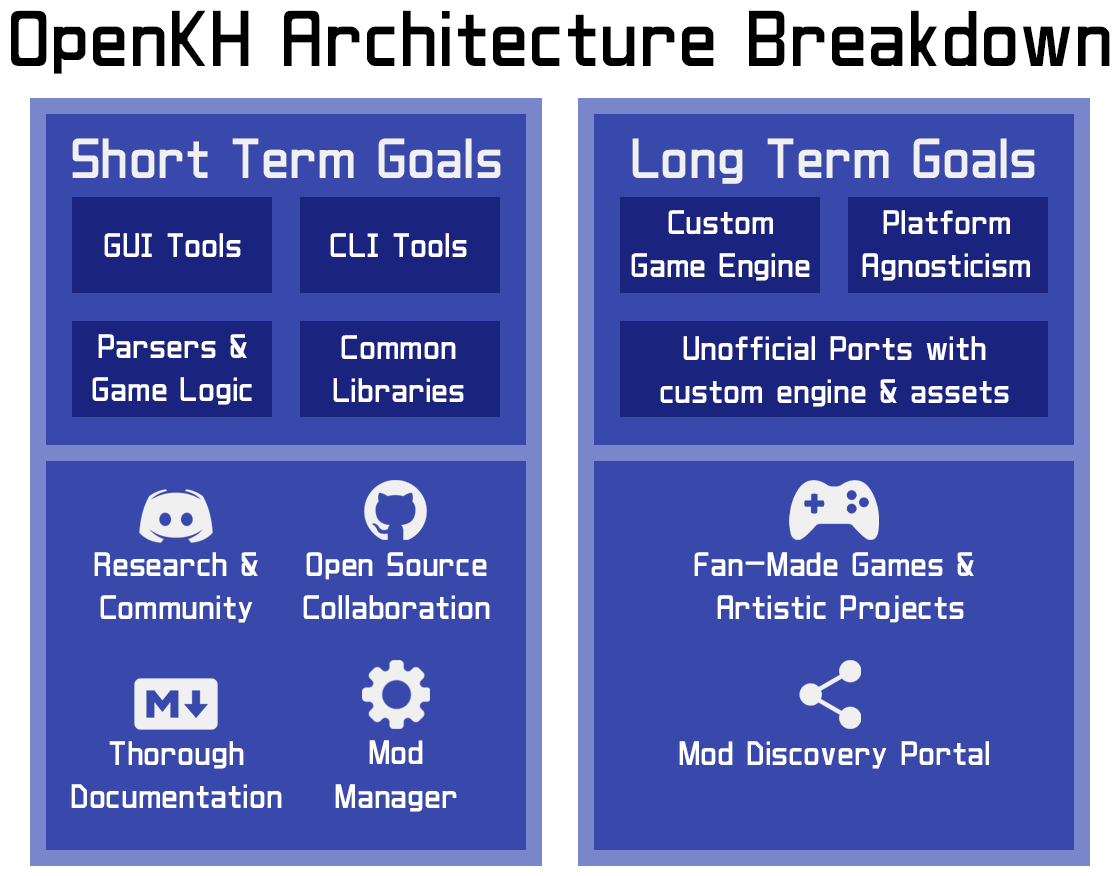 OpenKH Architecture Breakdown
Short Term Goals
GUI Tools
CLI Tools
Parsers &
Game Logic
Common
Libraries
Research &
Community
Open Source
Collaboration
M
Thorough
Documentation
Mod
Manager
Long Term Goals
Custom
Game Engine
Platform
Agnosticism
Unofficial Ports with
custom engine & assets
Fan-Made Games &
Artistic Projects
Mod Discovery Portal